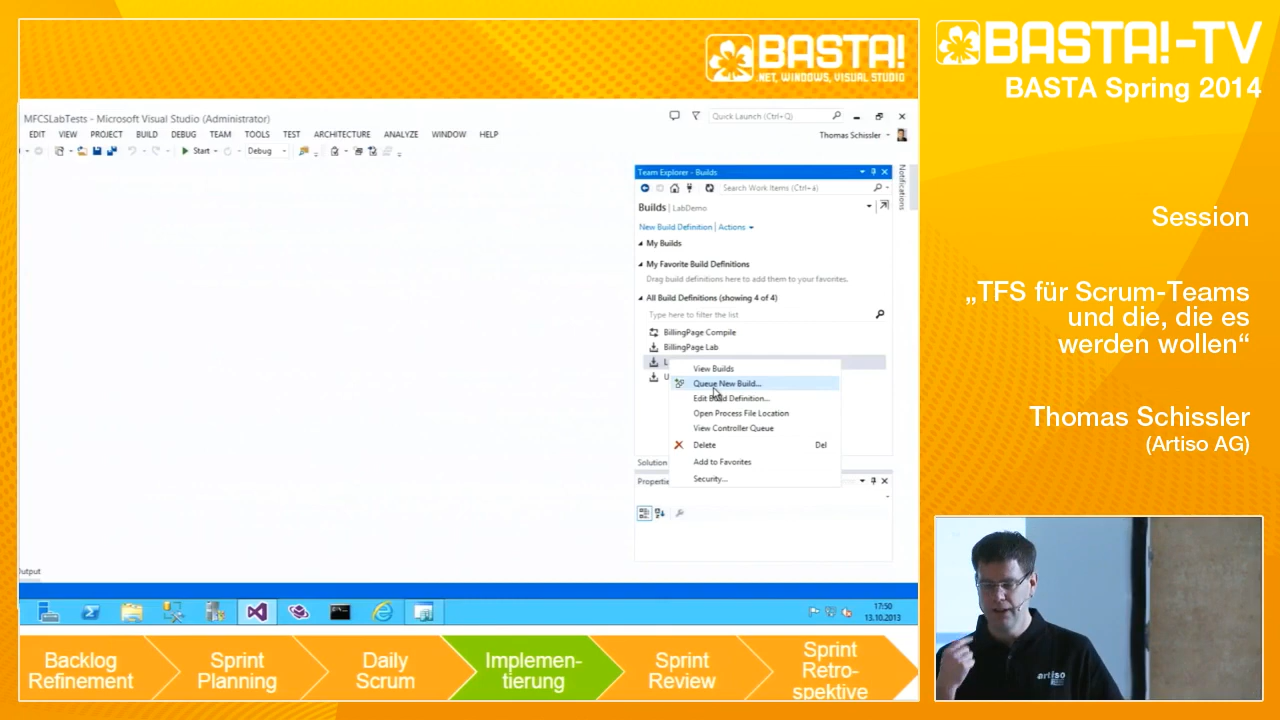 BASTA!
.NET, WINDOWS, VISUAL STUDIO
BASTA!-TV
BASTA Spring 2014
Session
„TFS für Scrum-Teams
und die, die es
werden wollen“
Thomas Schissler
(Artiso AG)
MFCSLabTests - Microsoft Visual Studio (Administrator)
Quick Launch (Ctrl+Q)
EDIT VIEW PROJECT BUILD DEBUG TEAM TOOLS TEST ARCHITECTURE ANALYZE WINDOW HELP
Thomas Schissler
Start Debug
Team Explorer - Builds
Notifications
Search Work Items (Ctrl+á)
Builds | LabDemo
New Build Definition | Actions
My Builds
My Favorite Build Definitions
Drag build definitions here to add them to your favorites.
All Build Definitions (showing 4 of 4)
Type here to filter the list
BillingPage Compile
BillingPage Lab
L
U
View Builds
Queue New Build...
Edit Build Definition...
Open Process File Location
View Controller Queue
Delete Del
Add to Favorites
Security...
Solution
Propertie
utput
17:50
13.10.2013
Backlog
Refinement
Sprint
Planning
Daily
Scrum
Implemen-
tierung
Sprint
Review
Sprint
Retro-
spektive
artiso